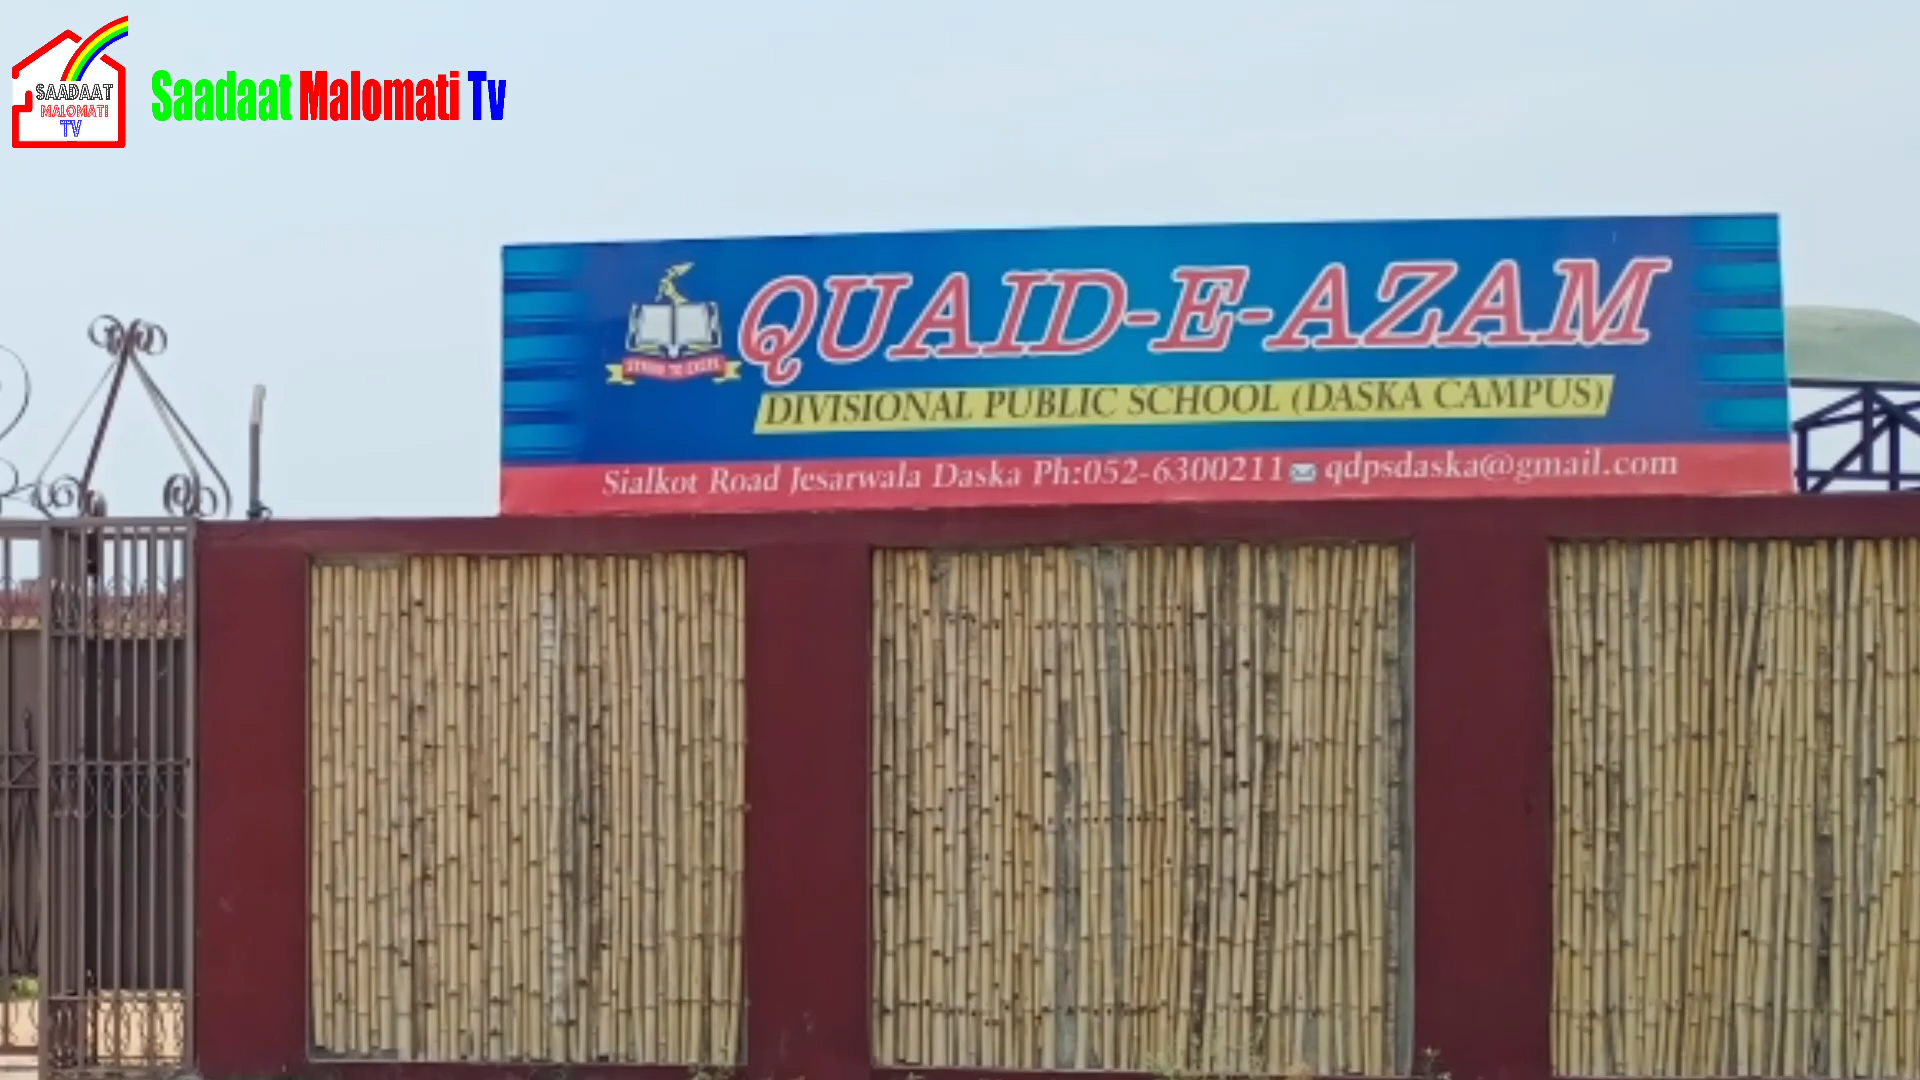 SAADAAT
MALOMATI
TV
Saadaat Malomati Tv
QUAID-E-AZAM
DIVISIONAL PUBLIC SCHOOL (DASKA CAMPUS)
Sialkot Road Jesarwala Daska Ph:052-6300211 qdpsdaska@gmail.com